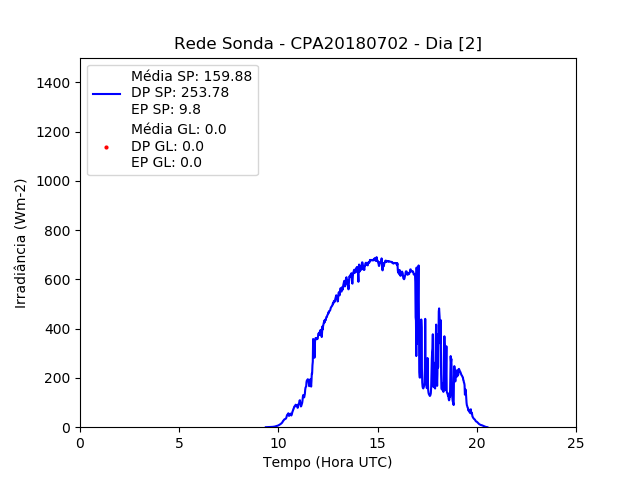 Rede Sonda - CPA20180702 - Dia [2]
Média SP: 159.88
DP SP: 253.78
EP SP: 9.8
Média GL: 0.0
DP GL: 0.0
EP GL: 0.0
Irradiância (Wm-2)
1400
1200
1000
800
600
400
200
0
0 5 10 15 20 25
Tempo (Hora UTC)